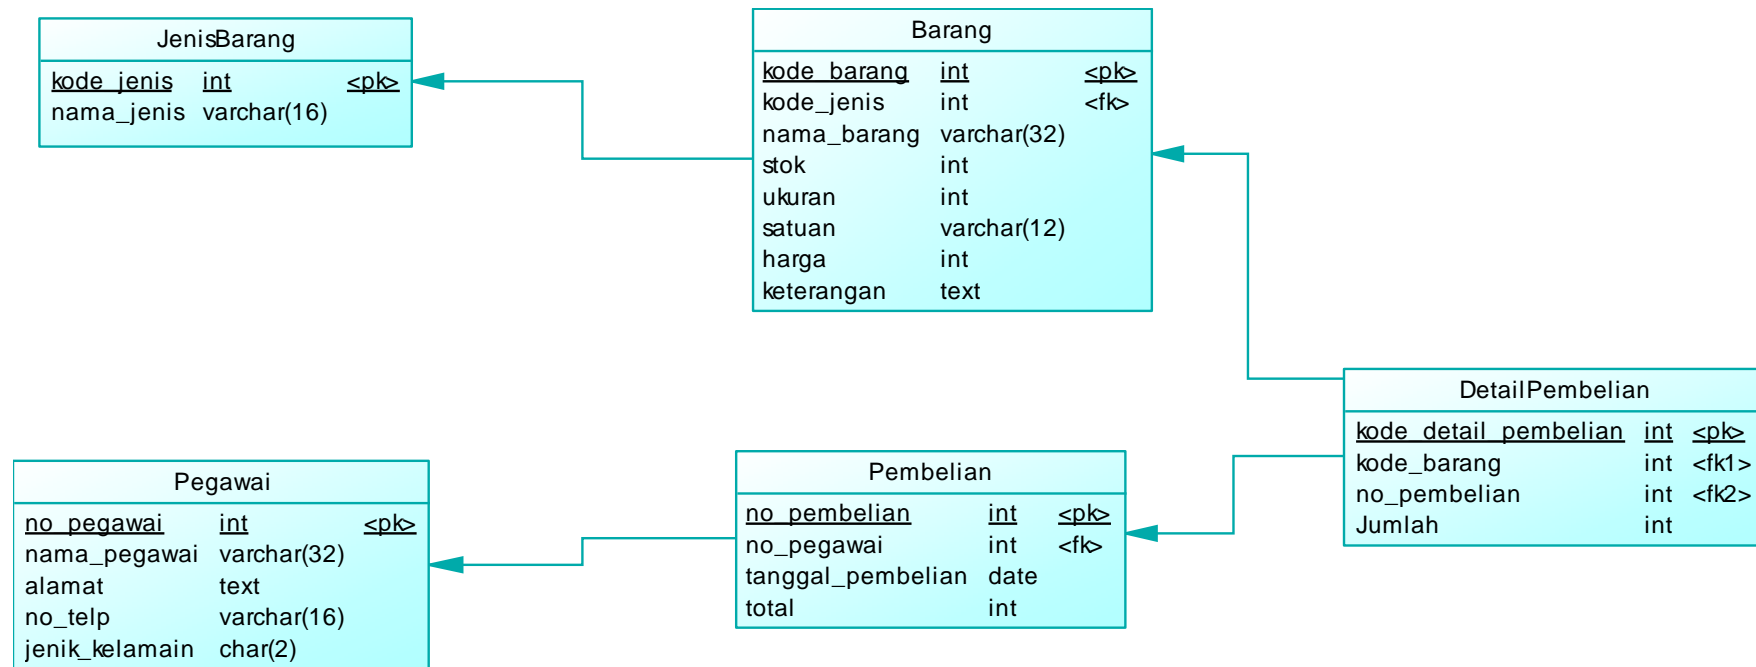 JenisBarang
kode_jenis int <pk>
nama_jenis varchar(16)
Barang
kode_barang int <pk>
kode_jenis int <fk>
nama_barang varchar(32)
stok int
ukuran int
satuan varchar(12)
harga int
keterangan text
DetailPembelian
kode_detail_pembelian int <pk>
kode_barang int <fk1>
no_pembelian int <fk2>
Jumlah int
Pegawai
no_pegawai int <pk>
nama_pegawai varchar(32)
alamat text
no_telp varchar(16)
jenik_kelamain char(2)
Pembelian
no_pembelian int <pk>
no_pegawai int <fk>
tanggal_pembelian date
total int